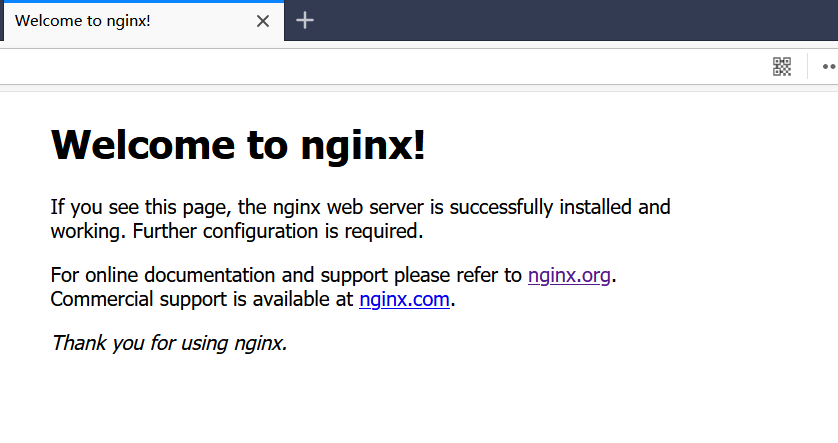 Welcome to nginx!
Welcome to nginx!
If you see this page, the nginx web server is successfully installed and
working. Further configuration is required.
For online documentation and support please refer to nginx.org.
Commercial support is available at nginx.com.
Thank you for using nginx.